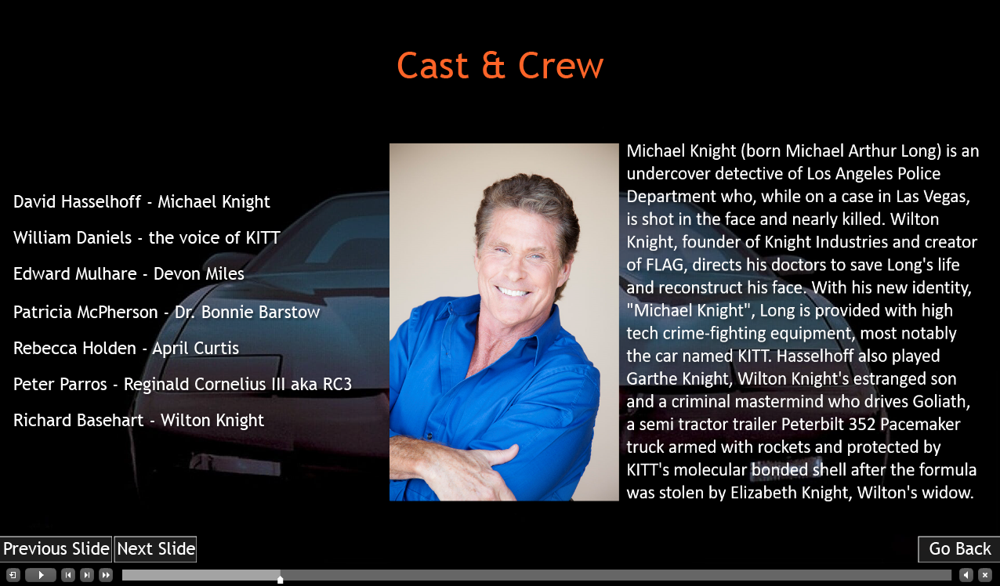 Cast & Crew
David Hasselhoff - Michael Knight
William Daniels - the voice of KITT
Edward Mulhare - Devon Miles
Patricia McPherson - Dr. Bonnie Barstow
Rebecca Holden - April Curtis
Peter Parros - Reginald Cornelius III aka RC3
Richard Basehart - Wilton Knight
Michael Knight (born Michael Arthur Long) is an
undercover detective of Los Angeles Police
Department who, while on a case in Las Vegas,
is shot in the face and nearly killed. Wilton
Knight, founder of Knight Industries and creator
of FLAG, directs his doctors to save Long's life
and reconstruct his face. With his new identity,
"Michael Knight", Long is provided with high
tech crime-fighting equipment, most notably
the car named KITT. Hasselhoff also played
Garthe Knight, Wilton Knight's estranged son
and a criminal mastermind who drives Goliath,
a semi tractor trailer Peterbilt 352 Pacemaker
truck armed with rockets and protected by
KITT's molecular bonded shell after the formula
was stolen by Elizabeth Knight, Wilton's widow.
Previous Slide
Next Slide
Go Back